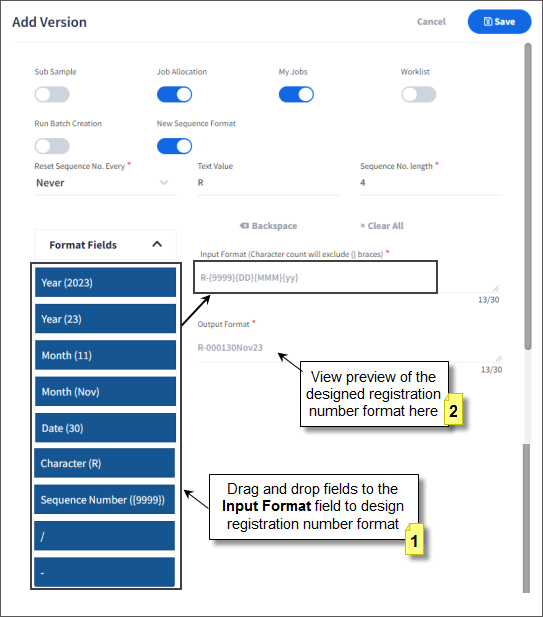 Add Version
Cancel
Save
Sub Sample
Job Allocation
My Jobs
Worklist
Run Batch Creation
New Sequence Format
Reset Sequence No. Every *
Text Value
Sequence No. length *
Never
R
4
Backspace
× Clear All
Format Fields
Input Format (Character count will exclude {} braces) *
R-{9999}{DD}{MMM}{yy}
13/30
Year (2023)
Year (23)
Month (11)
Month (Nov)
Date (30)
Character (R)
Sequence Number ({9999})
/
-
Output Format *
R-000130Nov23
13/30
View preview of the
designed registration
number format here
2
Drag and drop fields to the
Input Format field to design
registration number format
1